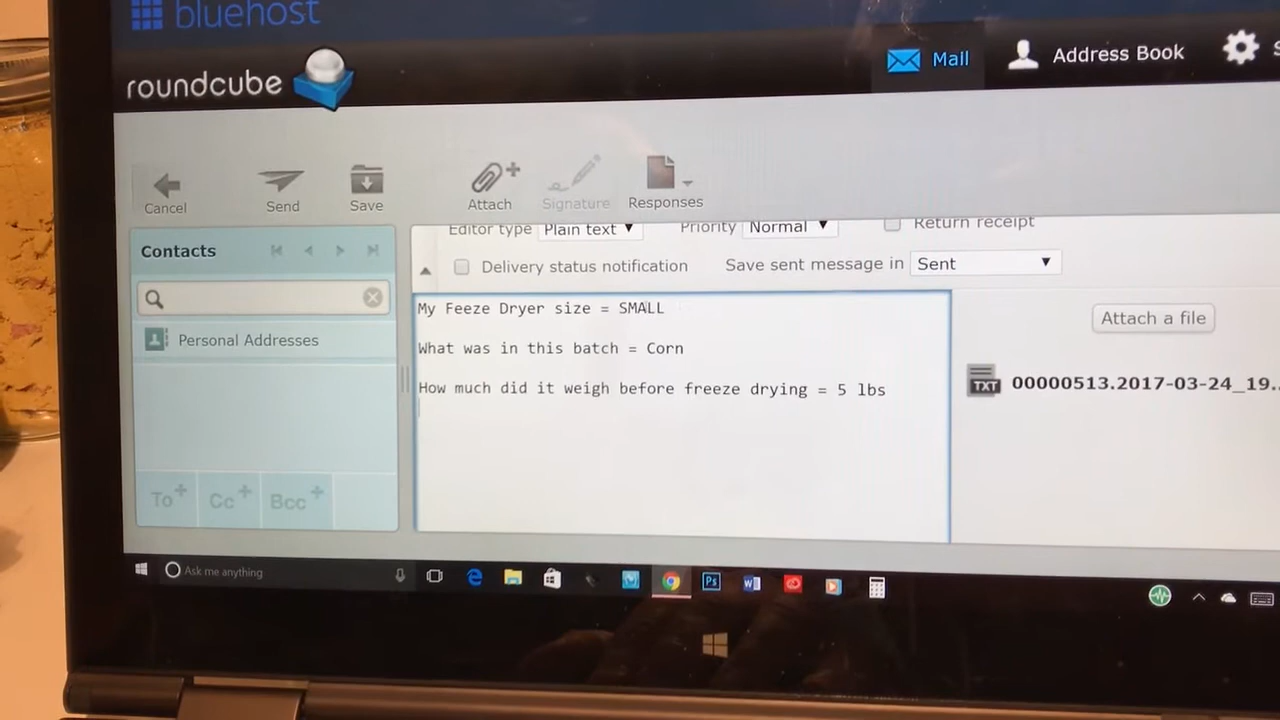 bluehost
roundcube
Mail
Address Book
Cancel
Send
Save
Attach
Signature
Responses
Contacts
Editor type
Plain text
Priority
Normal
Return receipt
Delivery status notification
Save sent message in
Sent
Personal Addresses
My Feeze Dryer size = SMALL
What was in this batch = Corn
How much did it weigh before freeze drying = 5 lbs
Attach a file
TXT
00000513.2017-03-24_19...
To+
Cc+
Bcc+
Ask me anything
Ps